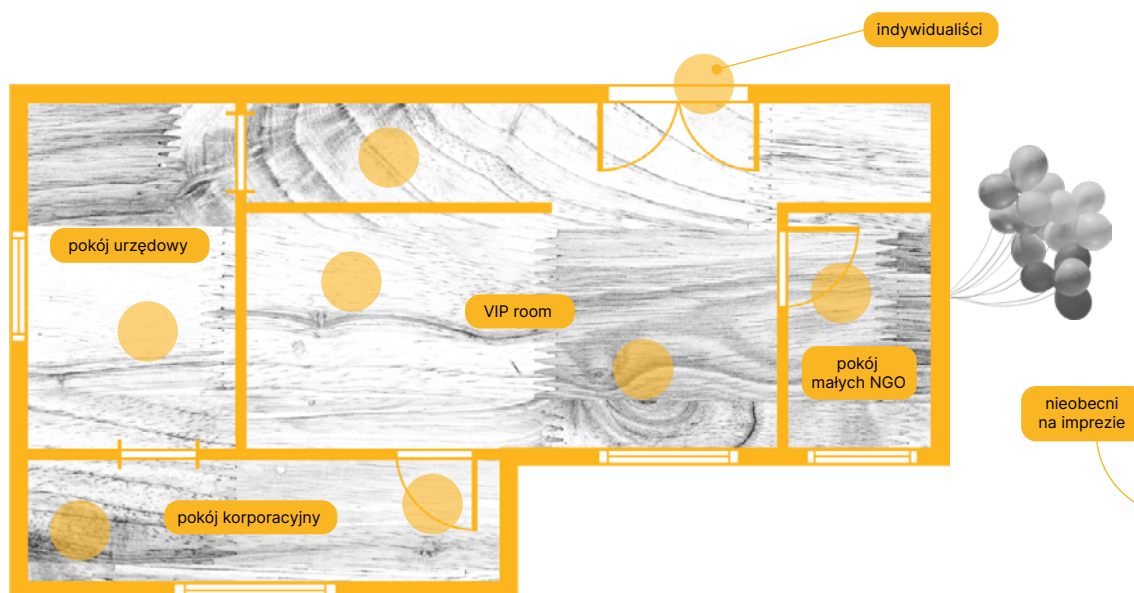 indywidualiści
pokój urzędowy
VIP room
pokój
małych NGO
nieobecni
na imprezie
pokój korporacyjny